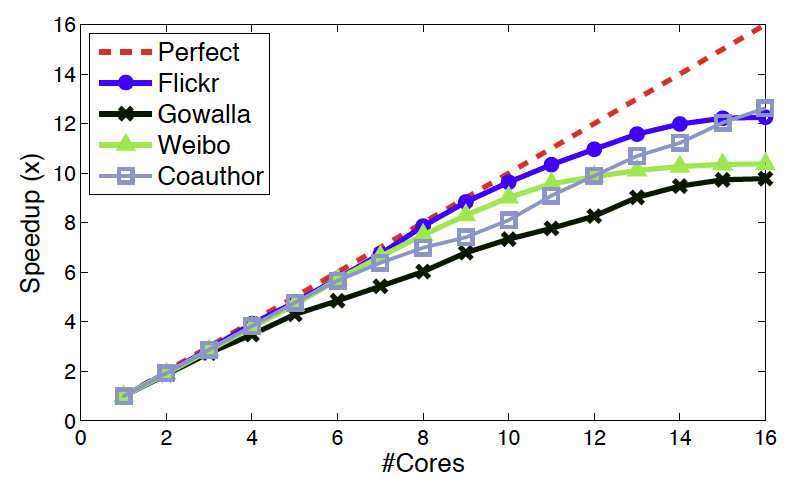 16
14
12
10
8
6
4
2
0
Speedup (x)
Perfect
Flickr
Gowalla
Weibo
Coauthor
0 2 4 6 8 10 12 14 16
#Cores